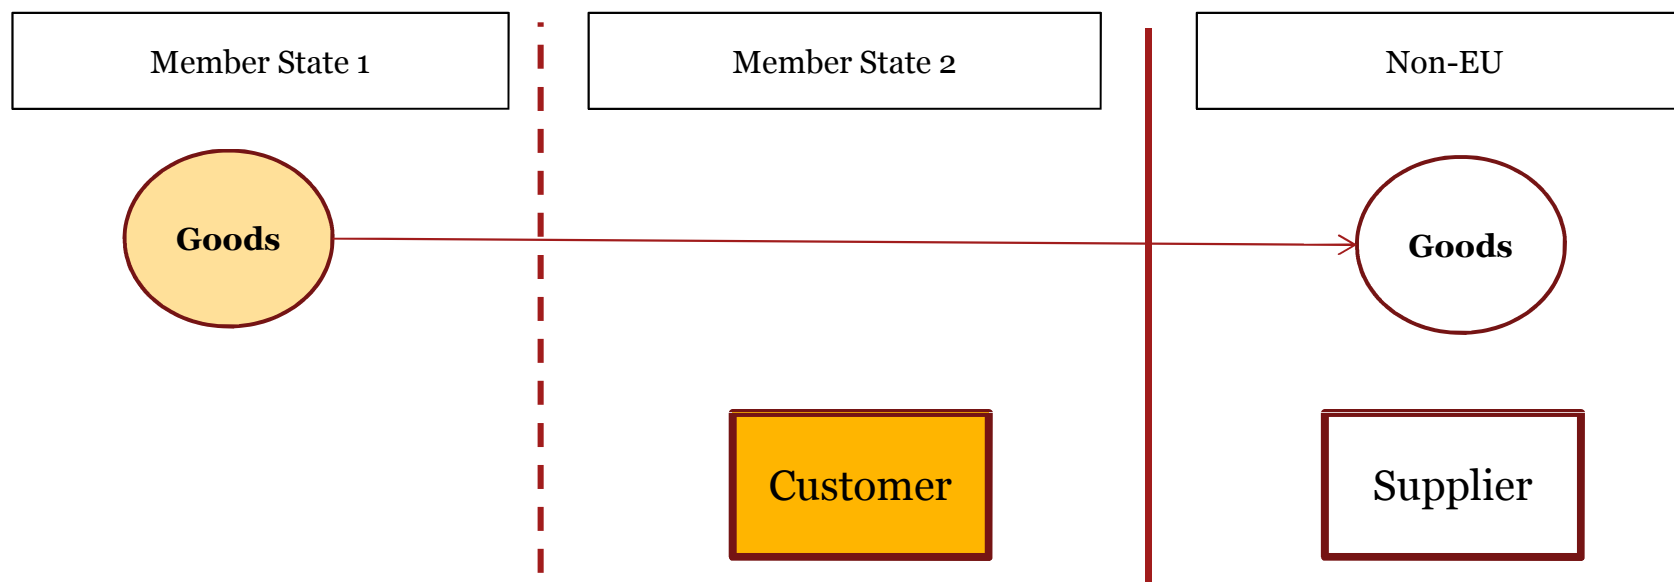 Member State 1
Member State 2
Non-EU
Goods
Goods
Customer
Supplier